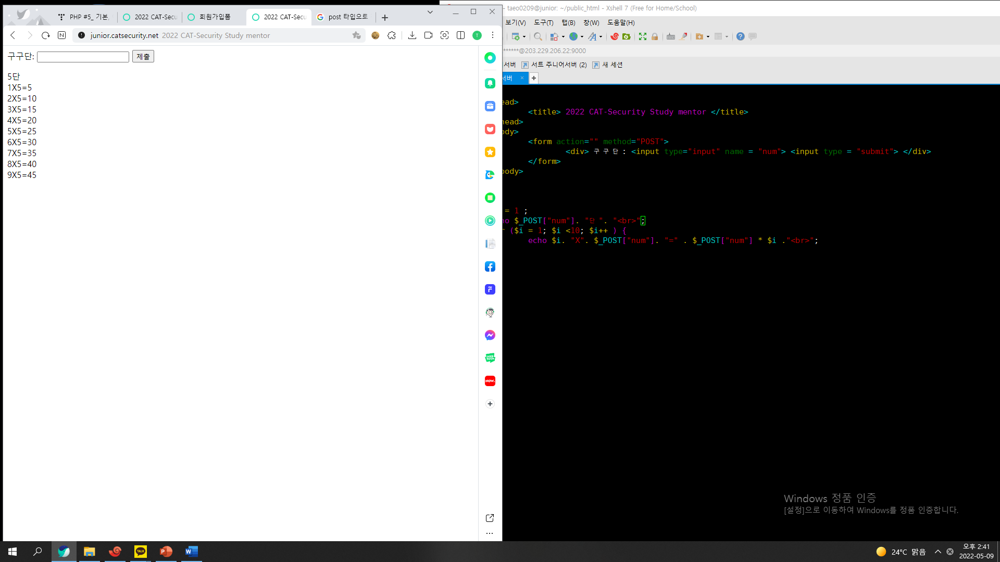 PHP #5_ 기본,
2022 CAT-Secu
회원가입폼
2022 CAT-Secu
post 타입으로
junior.catsecurity.net 2022 CAT-Security Study mentor
구구단: 제출
5단
1X5=5
2X5=10
3X5=15
4X5=20
5X5=25
6X5=30
7X5=35
8X5=40
9X5=45
N
T
WEB TOON
NOW.
- taeo0209@junior: ~/public_html - Xshell 7 (Free for Home/School)
보기(V) 도구(T) 탭(B) 창(W) 도움말(H)
******@203.229.206.22:9000
서버 서트 주니어서버 (2) 새 세션
서버
ead>
<title> 2022 CAT-Security Study mentor </title>
head>
ody>
<form action="" method="POST">
<div> 구구단 : <input type="input" name = "num"> <input type = "submit"> </div>
</form>
body>
= 1 ;
ho $_POST["num"]. "단 ". "<br>";
r ($i = 1; $i <10; $i++ ) {
echo $i. "X". $_POST["num"]. "=" . $_POST["num"] * $i ."<br>";
Windows 정품 인증
[설정]으로 이동하여 Windows를 정품 인증합니다.
TALK
P
W
24°C 맑음
오후 2:41
2022-05-09